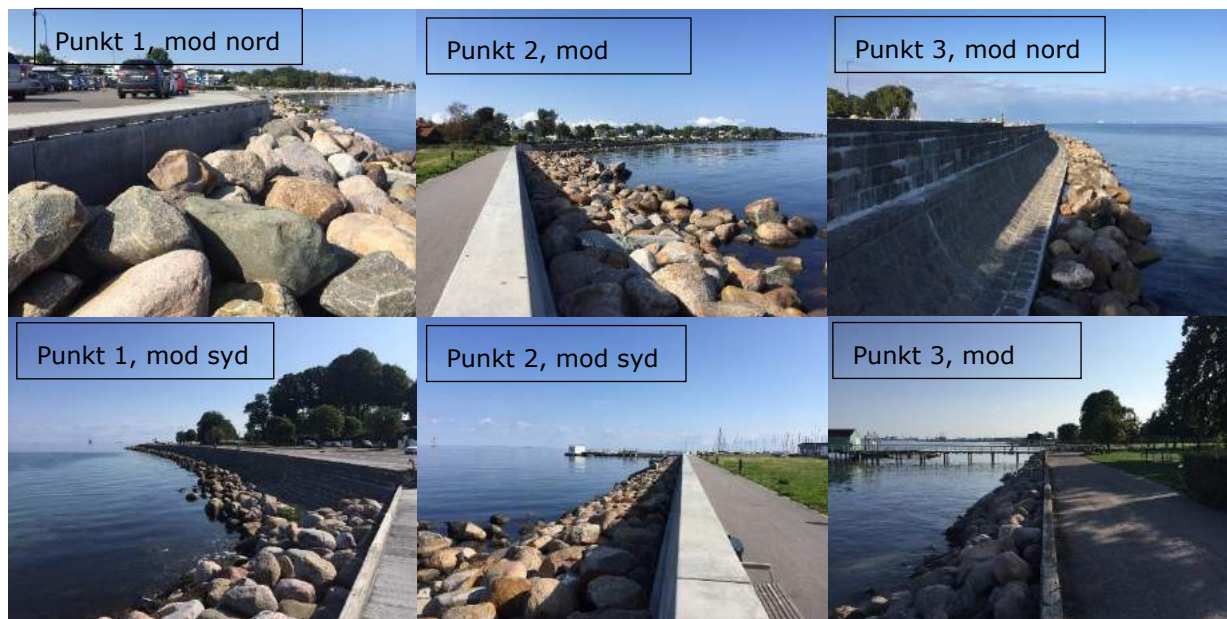 Punkt 1, mod nord
Punkt 2, mod
Punkt 3, mod nord
Punkt 1, mod syd
Punkt 2, mod syd
Punkt 3, mod